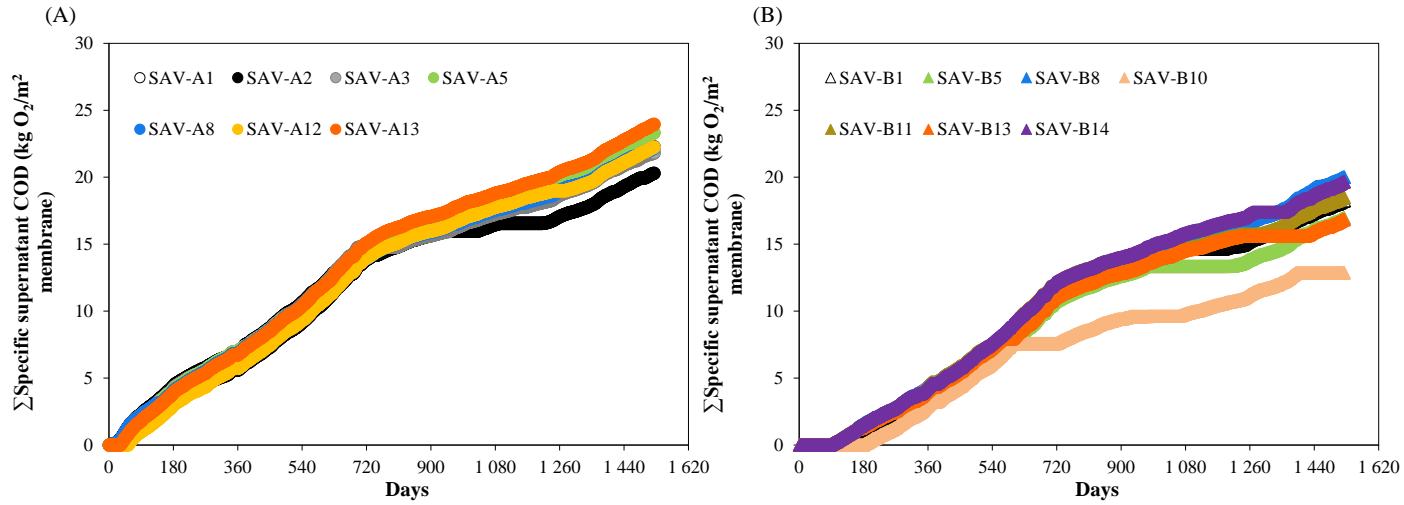 (A)
∑Specific supernatant COD (kg O₂/m²
membrane)
30
25
20
15
10
5
0
SAV-A1 SAV-A2 SAV-A3 SAV-A5
SAV-A8 SAV-A12 SAV-A13
0 180 360 540 720 900 1 080 1 260 1 440 1 620
Days
(B)
∑Specific supernatant COD (kg O₂/m²
membrane)
30
25
20
15
10
5
0
SAV-B1 SAV-B5 SAV-B8 SAV-B10
SAV-B11 SAV-B13 SAV-B14
0 180 360 540 720 900 1 080 1 260 1 440 1 620
Days